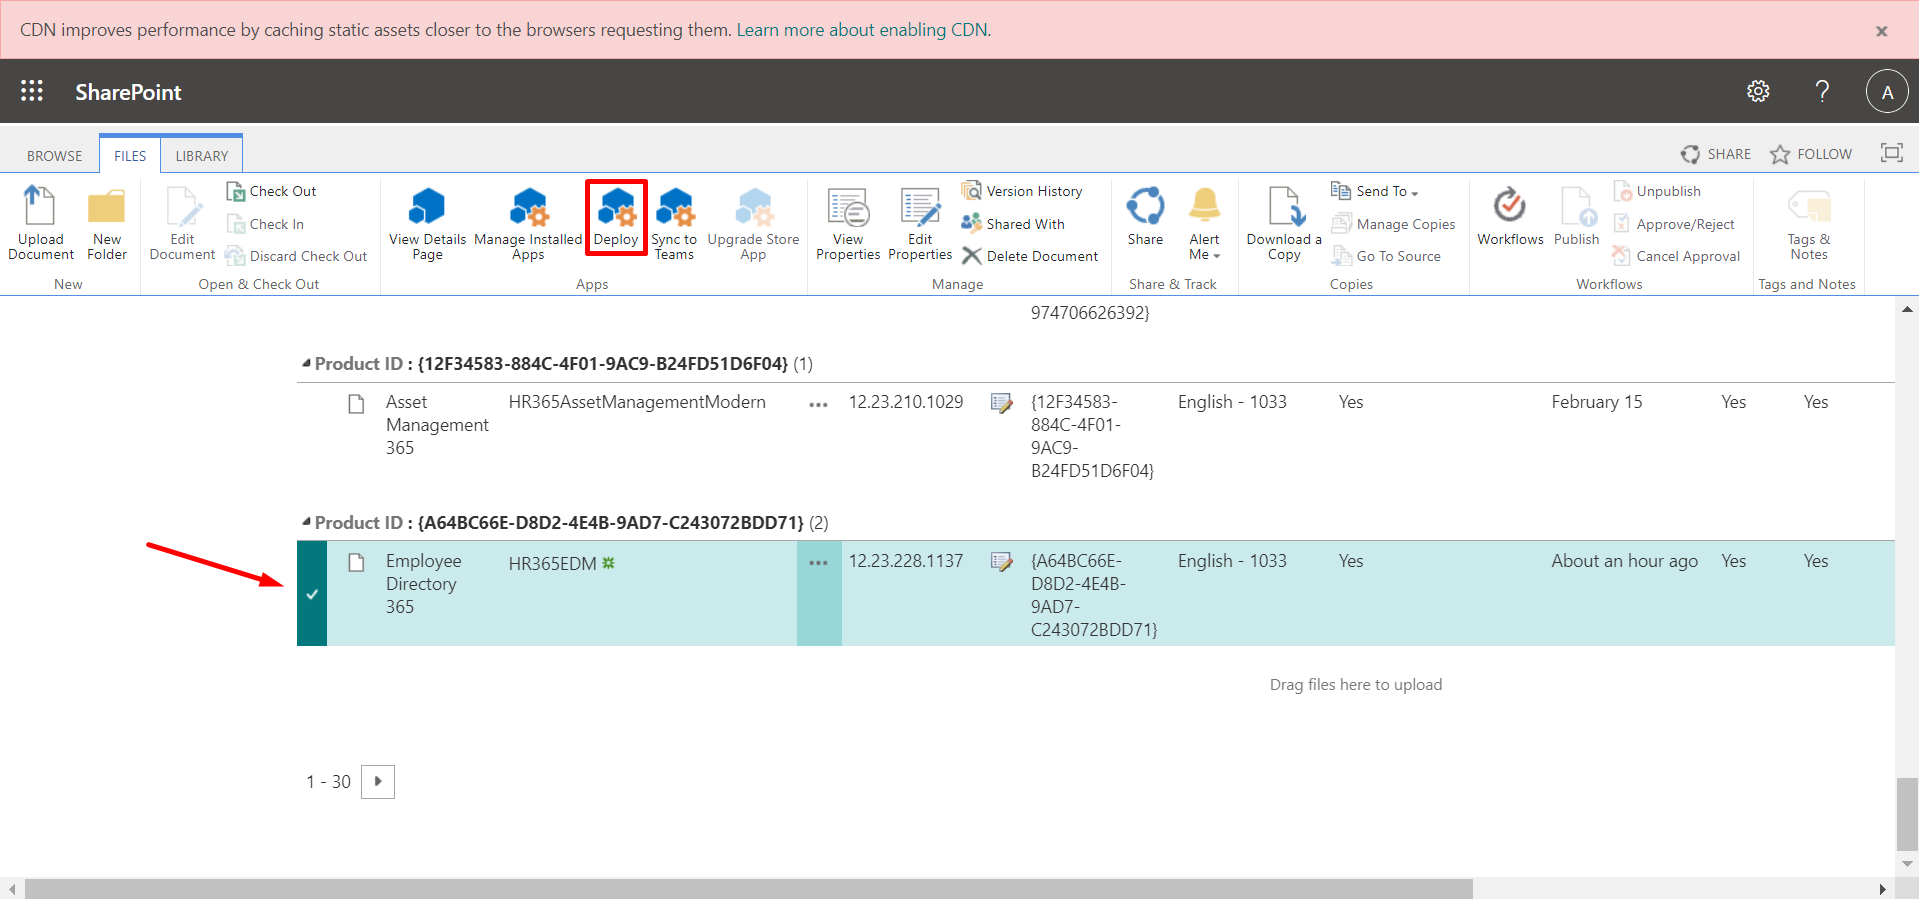 CDN improves performance by caching static assets closer to the browsers requesting them. Learn more about enabling CDN.
SharePoint
A
BROWSE
FILES
LIBRARY
SHARE
FOLLOW
Upload
Document
New
Folder
New
Edit
Document
Check Out
Check In
Discard Check Out
Open & Check Out
View Details
Page
Manage Installed
Apps
Deploy
Sync to
Teams
Upgrade Store
App
Apps
View
Properties
Edit
Properties
Version History
Shared With
Delete Document
Manage
Share
Alert
Me
Share & Track
Download a
Copy
Send To
Manage Copies
Go To Source
Copies
Workflows
Publish
Unpublish
Approve/Reject
Cancel Approval
Workflows
Tags &
Notes
Tags and Notes
974706626392}
Product ID : {12F34583-884C-4F01-9AC9-B24FD51D6F04} (1)
Asset
Management
365
HR365AssetManagementModern
...
12.23.210.1029
{12F34583-
884C-4F01-
9AC9-
B24FD51D6F04}
English - 1033
Yes
February 15
Yes
Yes
Product ID : {A64BC66E-D8D2-4E4B-9AD7-C243072BDD71} (2)
Employee
Directory
365
HR365EDM
...
12.23.228.1137
{A64BC66E-
D8D2-4E4B-
9AD7-
C243072BDD71}
English - 1033
Yes
About an hour ago
Yes
Yes
Drag files here to upload
1 - 30